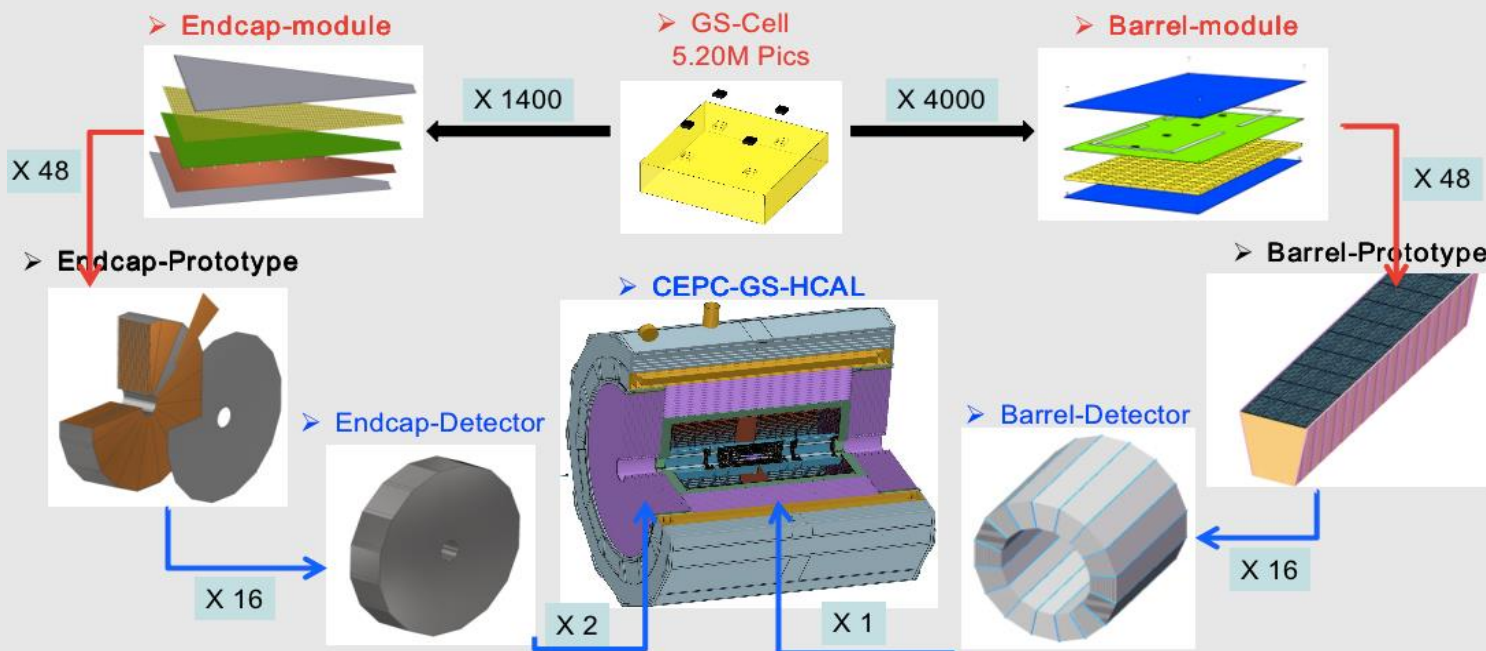 ➢ Endcap-module
➢ GS-Cell
5.20M Pics
➢ Barrel-module
X 1400
X 4000
X 48
X 48
➢ Endcap-Prototype
➢ CEPC-GS-HCAL
➢ Barrel-Prototype
➢ Endcap-Detector
➢ Barrel-Detector
X 16
X 2
X 1
X 16